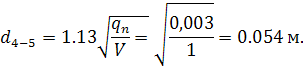 d₄₋₅ = 1.13√(qₙ/V) = √(0,003/1) = 0.054 м.